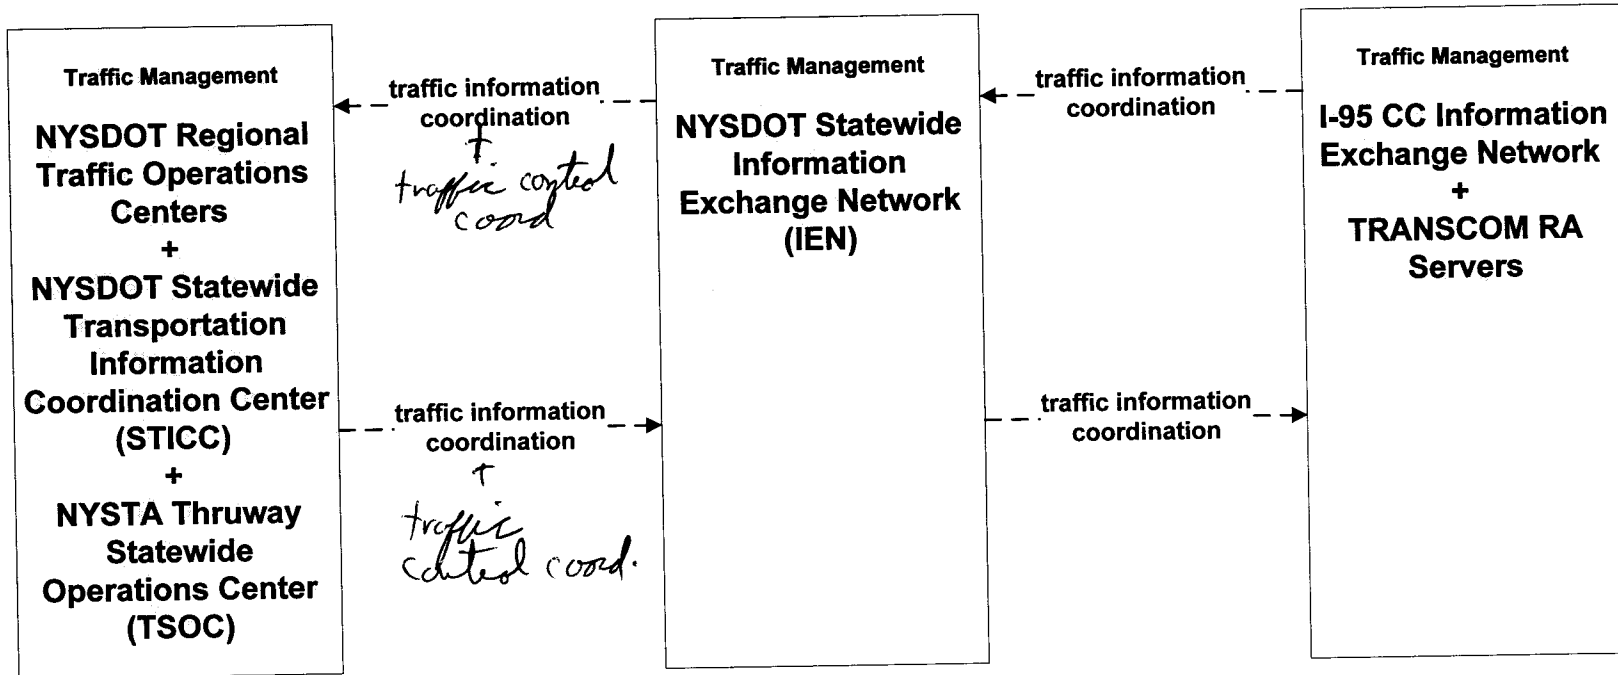 Traffic Management
NYSDOT Regional
Traffic Operations
Centers
+
NYSDOT Statewide
Transportation
Information
Coordination Center
(STICC)
+
NYSTA Thruway
Statewide
Operations Center
(TSOC)
traffic information
coordination
+
traffic control
coord
traffic information
coordination
+
traffic
control coord.
Traffic Management
NYSDOT Statewide
Information
Exchange Network
(IEN)
traffic information
coordination
traffic information
coordination
Traffic Management
I-95 CC Information
Exchange Network
+
TRANSCOM RA
Servers